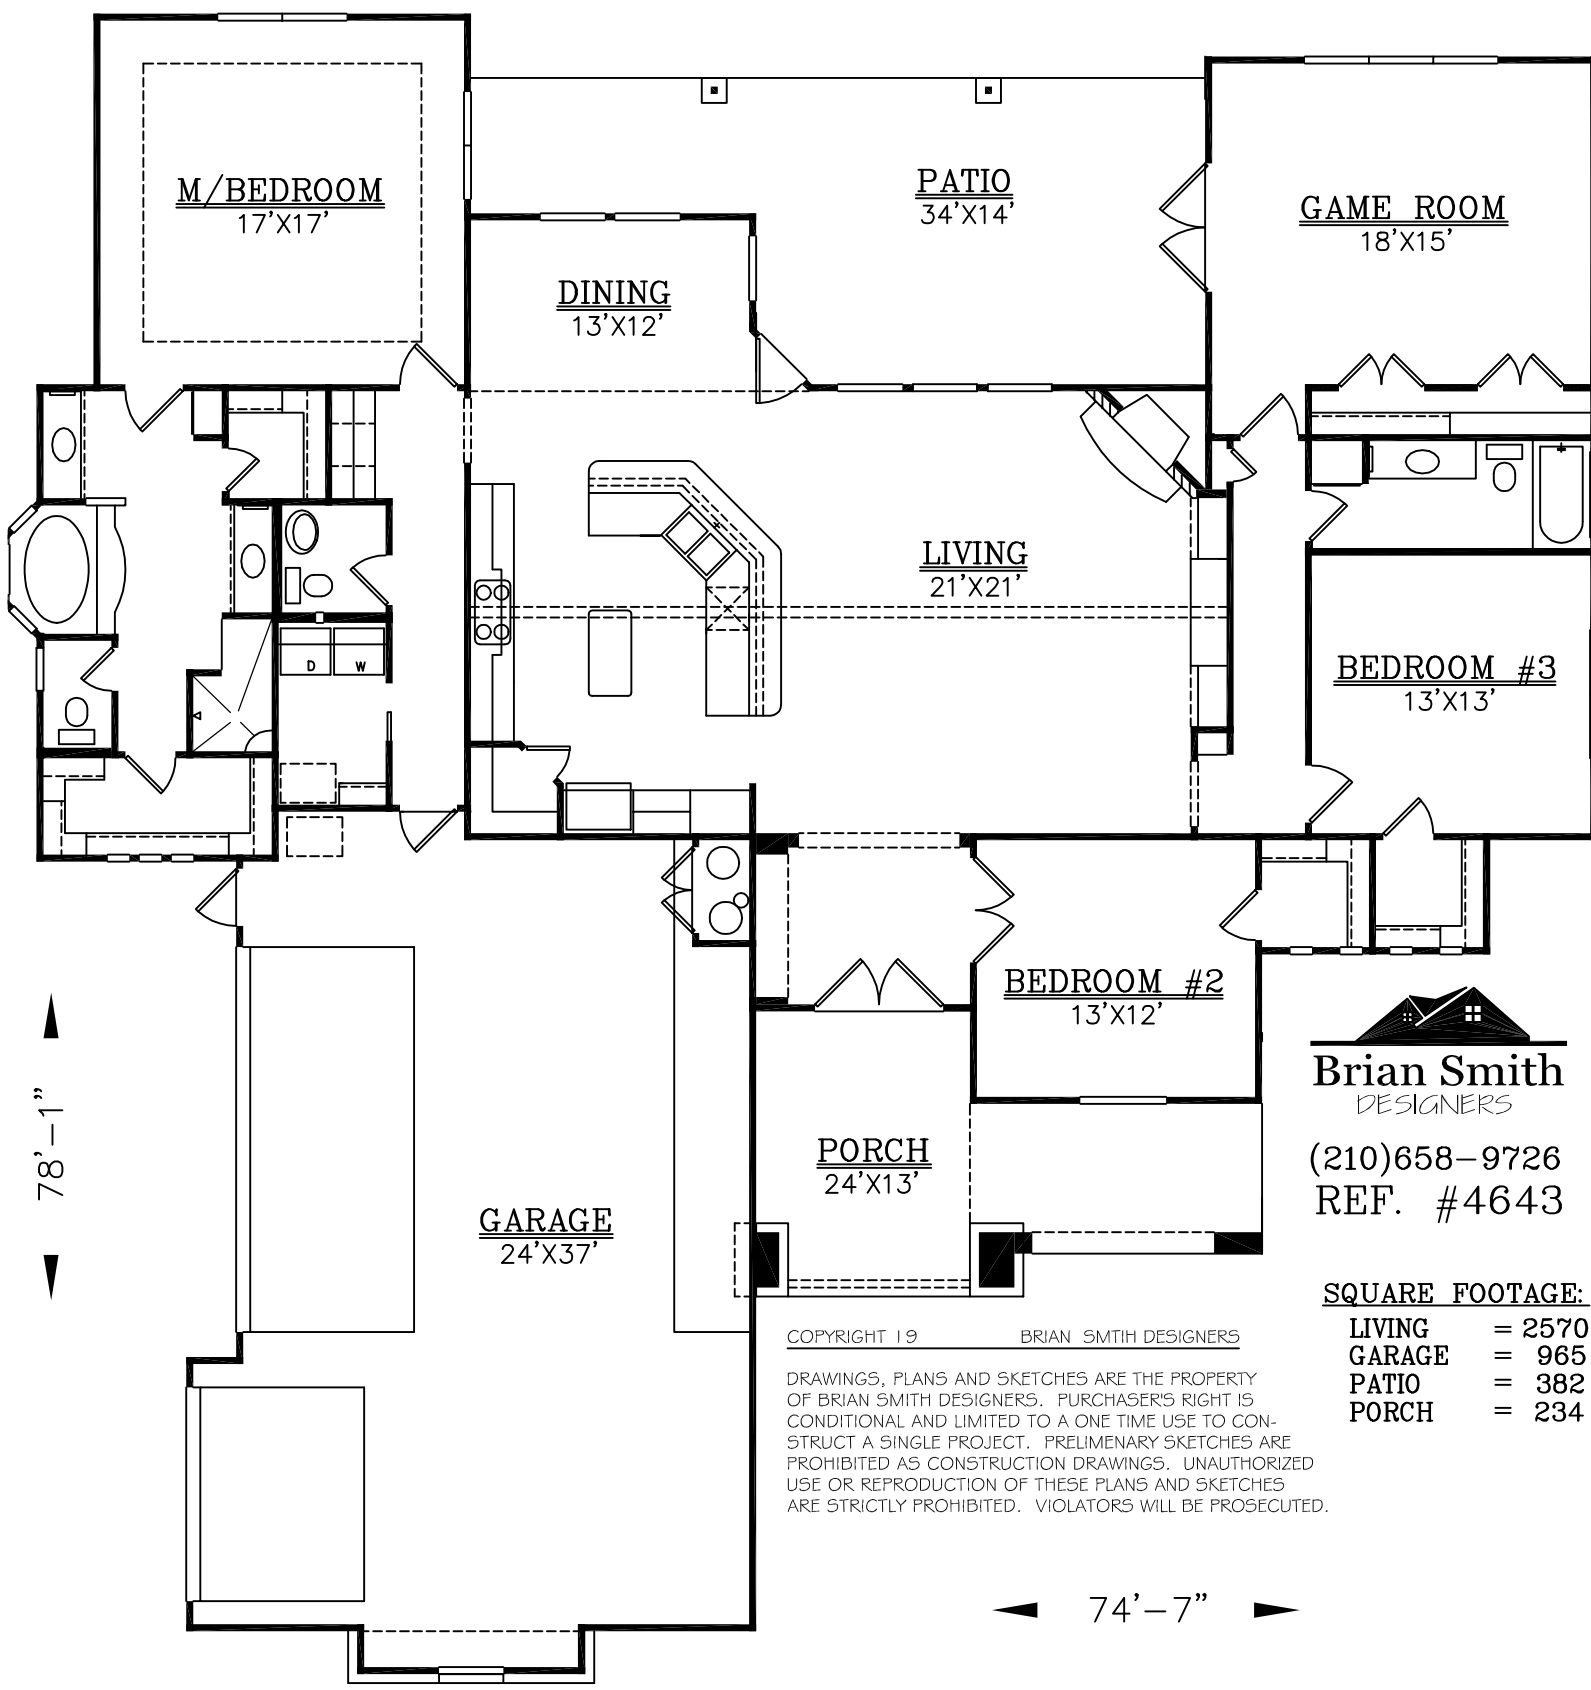 M/BEDROOM
17'X17'
PATIO
34'X14'
GAME ROOM
18'X15'
DINING
13'X12'
LIVING
21'X21'
D W
BEDROOM #3
13'X13'
BEDROOM #2
13'X12'
PORCH
24'X13'
GARAGE
24'X37'
78'-1"
Brian Smith
DESIGNERS
(210)658-9726
REF. #4643
SQUARE FOOTAGE:
LIVING = 2570
GARAGE = 965
PATIO = 382
PORCH = 234
COPYRIGHT 19 BRIAN SMTIH DESIGNERS
DRAWINGS, PLANS AND SKETCHES ARE THE PROPERTY
OF BRIAN SMITH DESIGNERS. PURCHASER'S RIGHT IS
CONDITIONAL AND LIMITED TO A ONE TIME USE TO CON-
STRUCT A SINGLE PROJECT. PRELIMENARY SKETCHES ARE
PROHIBITED AS CONSTRUCTION DRAWINGS. UNAUTHORIZED
USE OR REPRODUCTION OF THESE PLANS AND SKETCHES
ARE STRICTLY PROHIBITED. VIOLATORS WILL BE PROSECUTED.
74'-7"